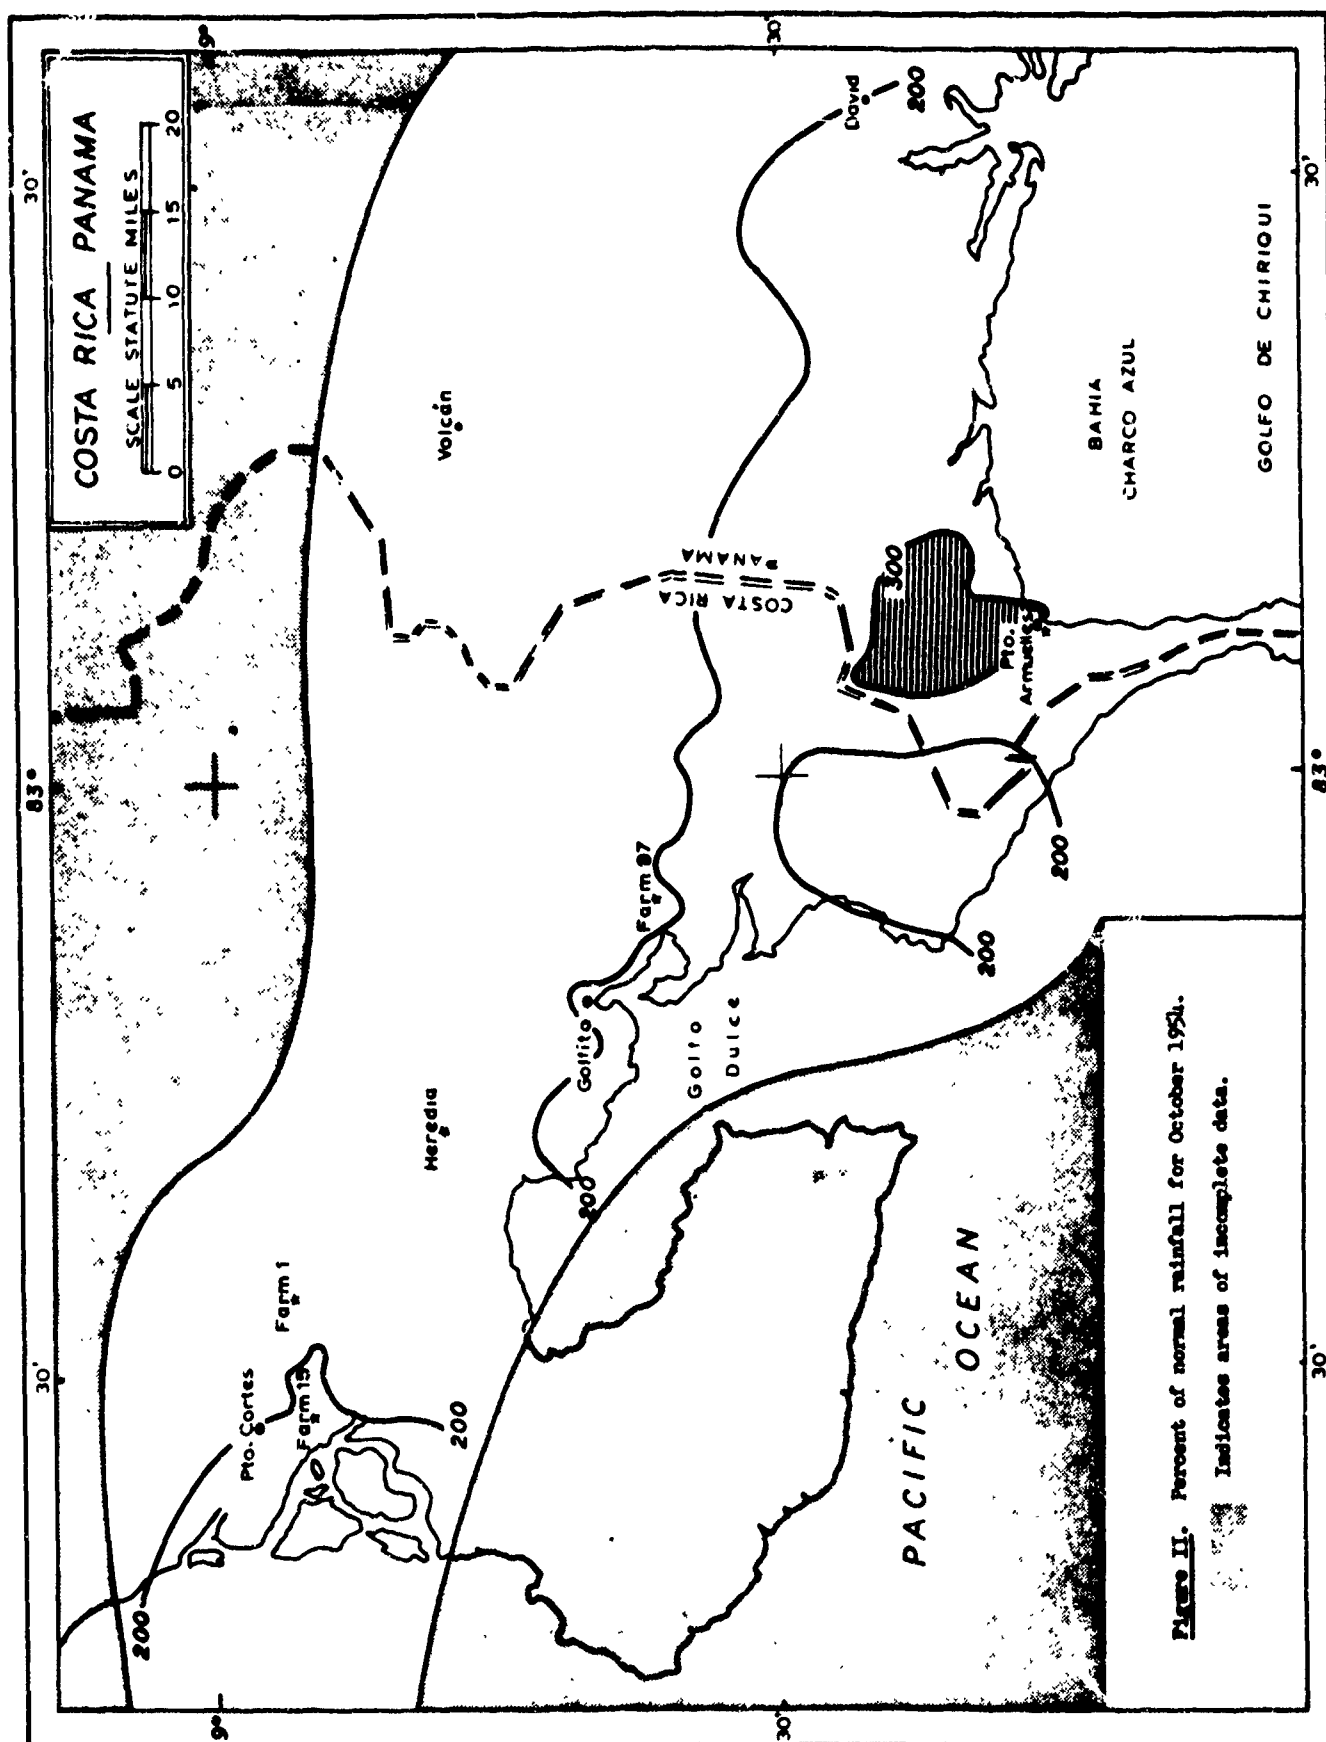 COSTA RICA PANAMA
SCALE STATUTE MILES
0 5 10 15 20
30'
83°
30'
9°
30'
9°
30'
30'
83°
30'
Volcán
David
200
Heredia
Farm 1
Pto. Cortes
Farm 15
200
200
Golfito
200
Farm 97
COSTA RICA
PANAMA
300
Pto.
Armuelles
200
200
GOLFO
DULCE
BAHIA
CHARCO AZUL
GOLFO DE CHIRIQUI
PACIFIC
OCEAN
Figure II. Percent of normal rainfall for October 1954.
Indicates areas of incomplete data.